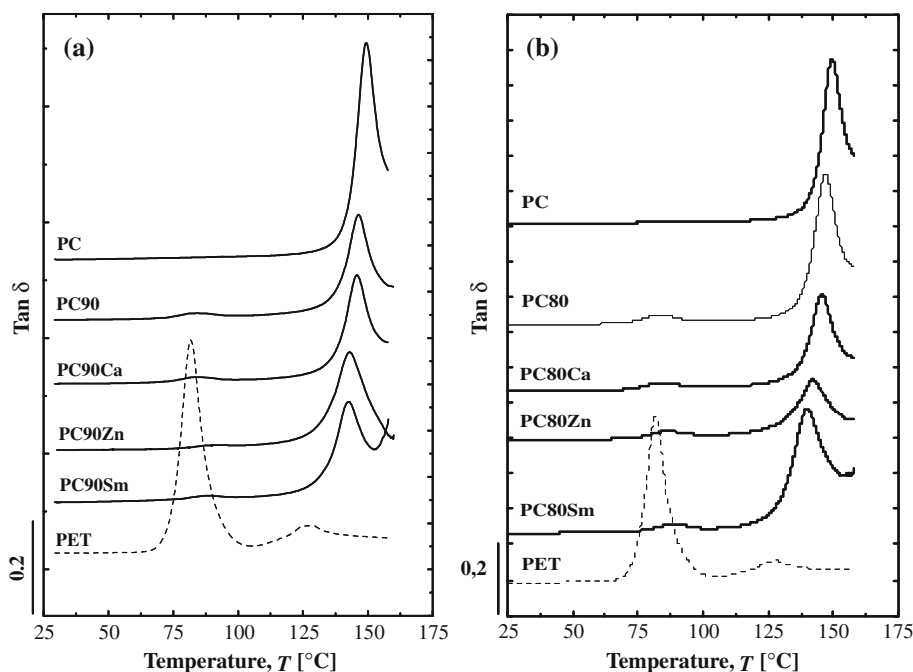 (a)
Tan δ
PC
PC90
PC90Ca
PC90Zn
PC90Sm
PET
0.2
25 50 75 100 125 150 175
Temperature, T [°C]
(b)
Tan δ
PC
PC80
PC80Ca
PC80Zn
PC80Sm
PET
0,2
25 50 75 100 125 150 175
Temperature, T [°C]